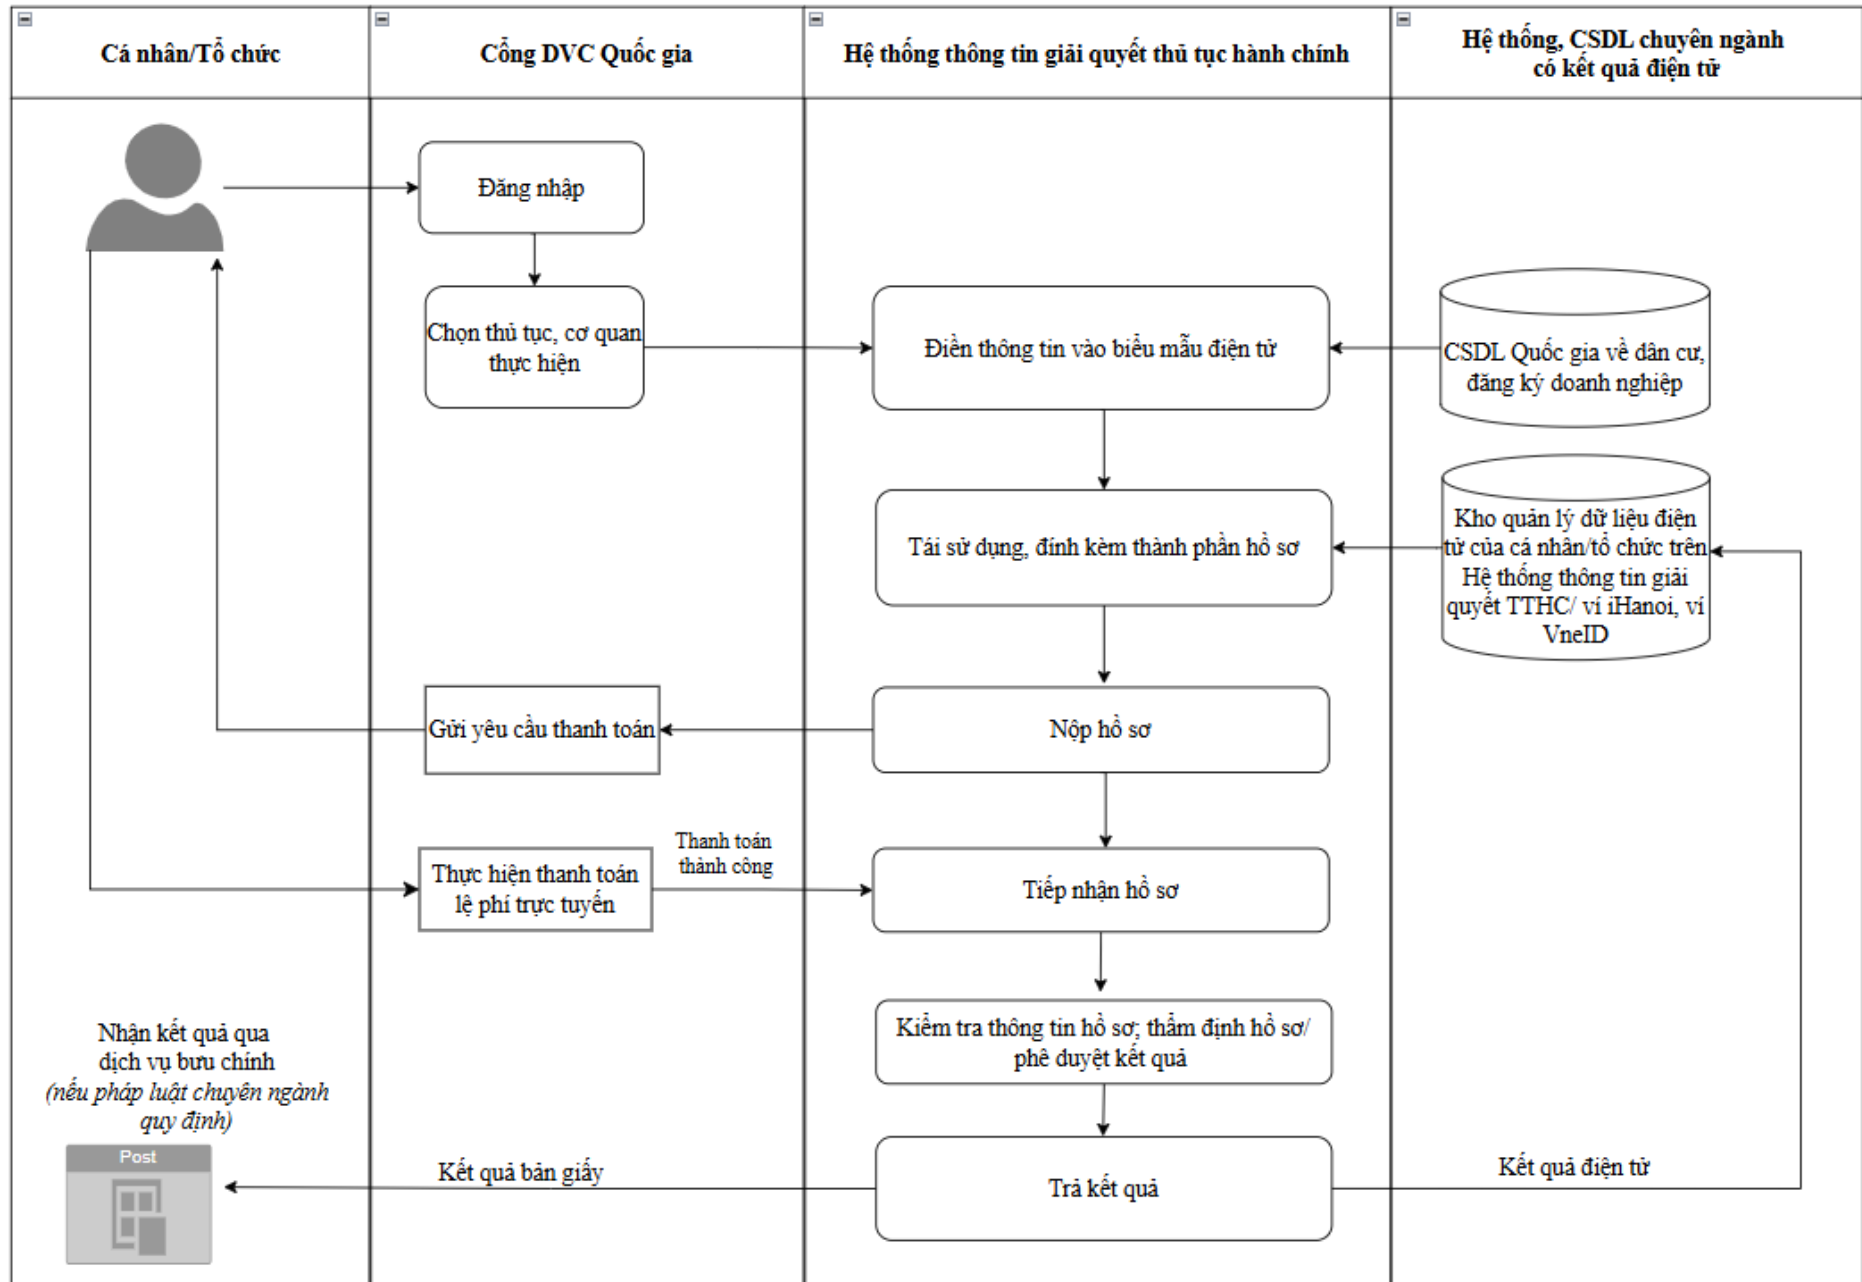 Cá nhân/Tổ chức
Cổng DVC Quốc gia
Hệ thống thông tin giải quyết thủ tục hành chính
Hệ thống, CSDL chuyên ngành
có kết quả điện tử
Đăng nhập
Chọn thủ tục, cơ quan
thực hiện
Điền thông tin vào biểu mẫu điện tử
CSDL Quốc gia về dân cư,
đăng ký doanh nghiệp
Tái sử dụng, đính kèm thành phần hồ sơ
Kho quản lý dữ liệu điện
tử của cá nhân/tổ chức trên
Hệ thống thông tin giải
quyết TTHC/ ví iHanoi, ví
VneID
Gửi yêu cầu thanh toán
Nộp hồ sơ
Thực hiện thanh toán
lệ phí trực tuyến
Thanh toán
thành công
Tiếp nhận hồ sơ
Kiểm tra thông tin hồ sơ; thẩm định hồ sơ/
phê duyệt kết quả
Nhận kết quả qua
dịch vụ bưu chính
(nếu pháp luật chuyên ngành
quy định)
Post
Kết quả bản giấy
Trả kết quả
Kết quả điện tử